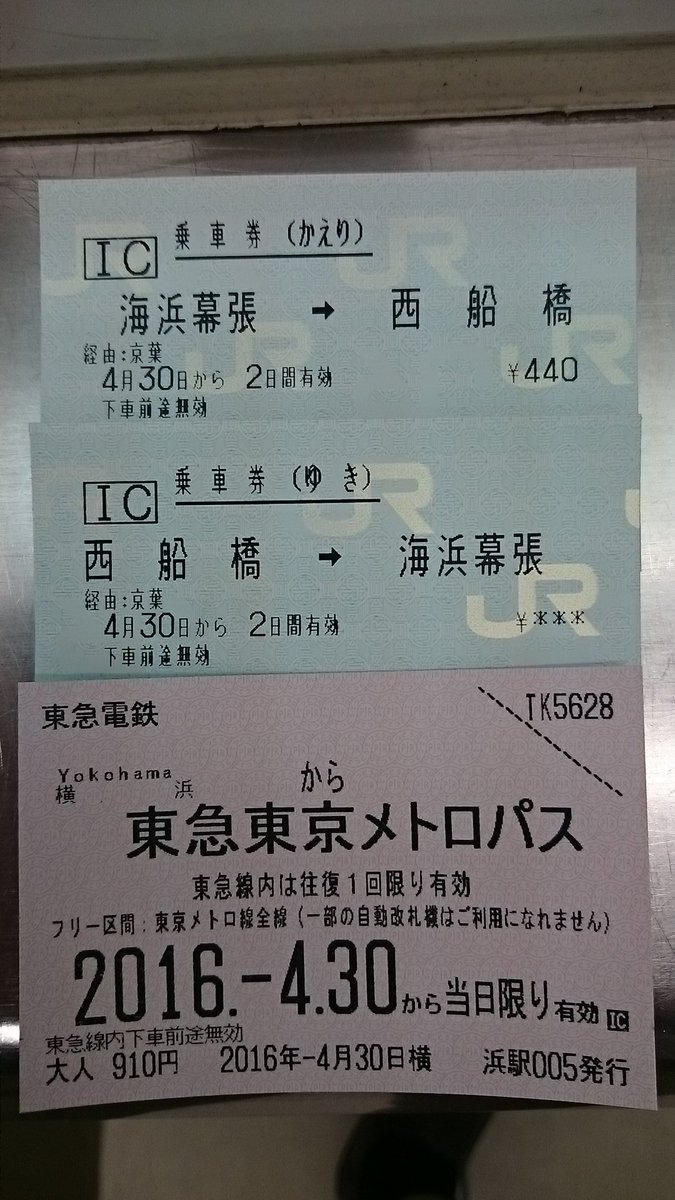 乗車券(かえり)
IC
海浜幕張 → 西船橋
経由:京葉
4月30日から 2日間有効 ¥440
下車前途無効
乗車券(ゆき)
IC
西船橋 → 海浜幕張
経由:京葉
4月30日から 2日間有効 ¥***
下車前途無効
東急電鉄 TK5628
Yokohama
横浜 から
東急東京メトロパス
東急線内は往復1回限り有効
フリー区間:東京メトロ線全線(一部の自動改札機はご利用になれません)
2016.-4.30から当日限り有効 IC
東急線内下車前途無効
大人 910円 2016年-4月30日横浜駅005発行